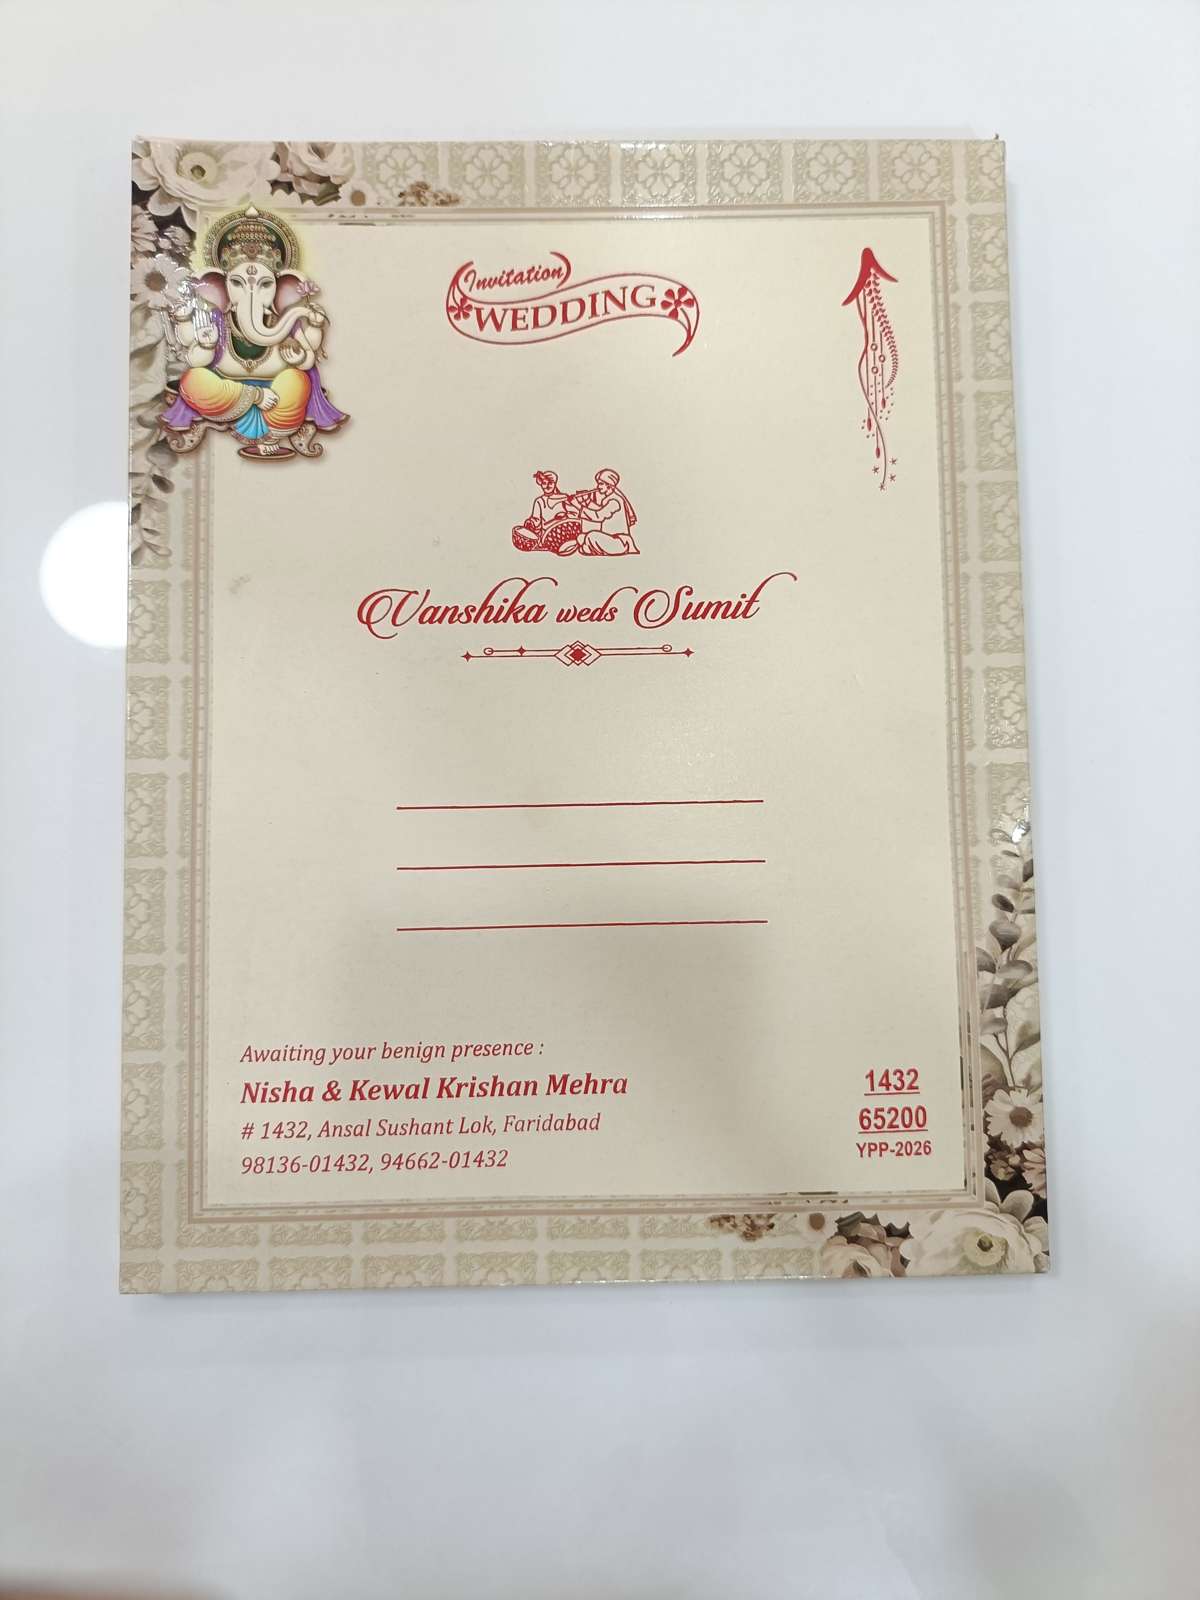 Invitation
WEDDING
Vanshika weds Sumit
Awaiting your benign presence :
Nisha & Kewal Krishan Mehra
# 1432, Ansal Sushant Lok, Faridabad
98136-01432, 94662-01432
1432
65200
YPP-2026